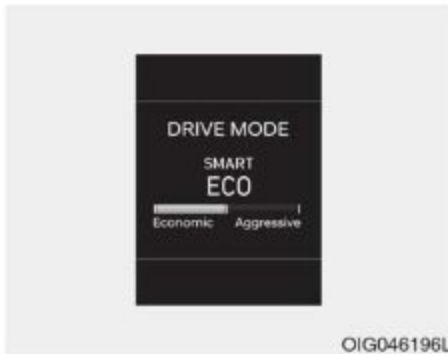 DRIVE MODE
SMART
ECO
Economic Aggressive
OIG046196L